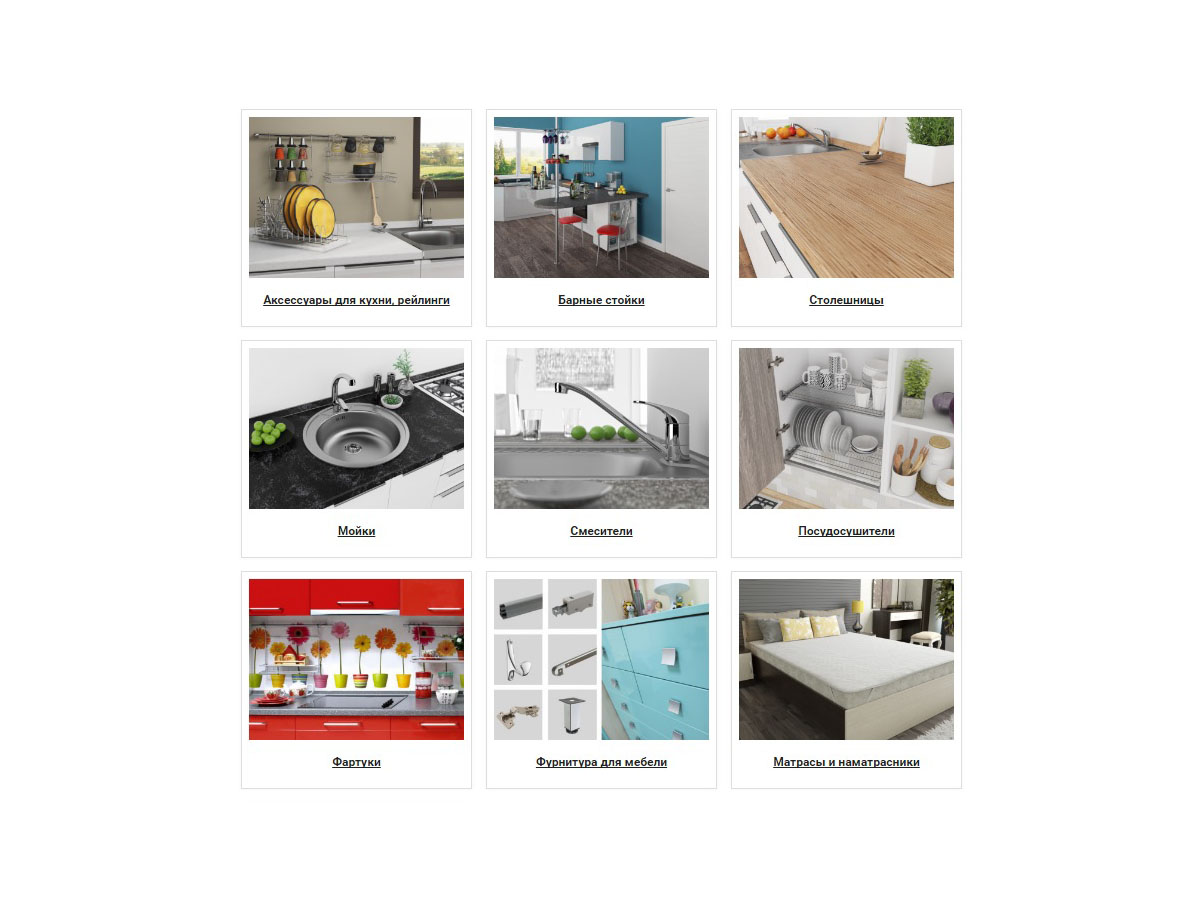 Аксессуары для кухни, рейлинги
Барные стойки
Столешницы
Мойки
Смесители
Посудосушители
Фартуки
Фурнитура для мебели
Матрасы и наматрасники